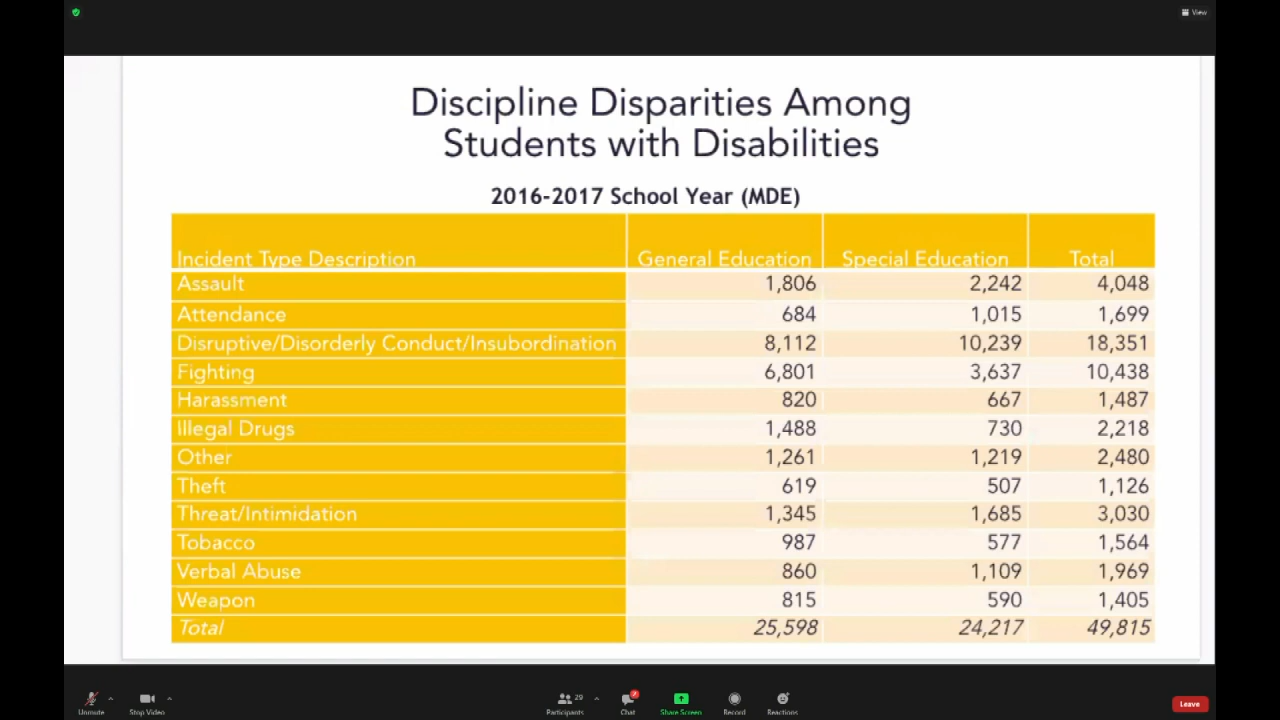 View
Discipline Disparities Among
Students with Disabilities
2016-2017 School Year (MDE)
Incident Type Description General Education Special Education Total
Assault 1,806 2,242 4,048
Attendance 684 1,015 1,699
Disruptive/Disorderly Conduct/Insubordination 8,112 10,239 18,351
Fighting 6,801 3,637 10,438
Harassment 820 667 1,487
Illegal Drugs 1,488 730 2,218
Other 1,261 1,219 2,480
Theft 619 507 1,126
Threat/Intimidation 1,345 1,685 3,030
Tobacco 987 577 1,564
Verbal Abuse 860 1,109 1,969
Weapon 815 590 1,405
Total 25,598 24,217 49,815
29
Unmute Stop Video Participants Chat Share Screen Record Reactions Leave